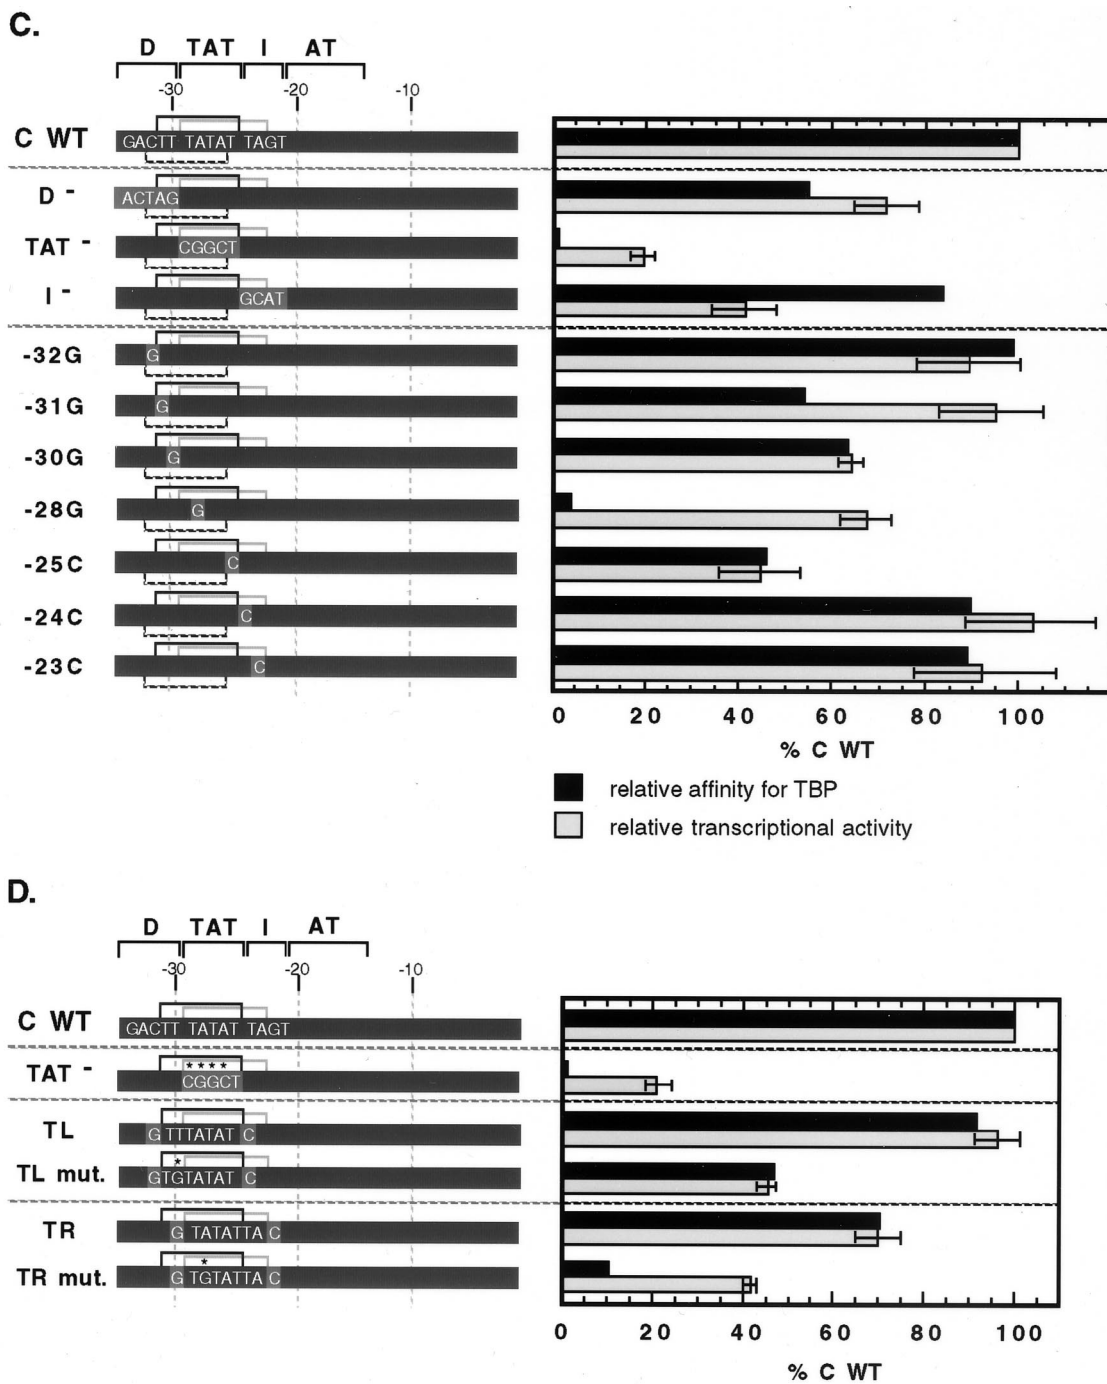 C.
D TAT I AT
-30 -20 -10
C WT GACTT TATAT TAGT
D - ACTAG
TAT - CGGCT
I - GCAT
-32G G
-31G G
-30G G
-28G G
-25C C
-24C C
-23C C
0 20 40 60 80 100
% C WT
relative affinity for TBP
relative transcriptional activity
D.
D TAT I AT
-30 -20 -10
C WT GACTT TATAT TAGT
★ ★ ★ ★
TAT - CGGCT
TL G TTTATAT C
★
TL mut. GTGTATAT C
TR G TATATTA C
★
TR mut. G TGTATTA C
0 20 40 60 80 100
% C WT